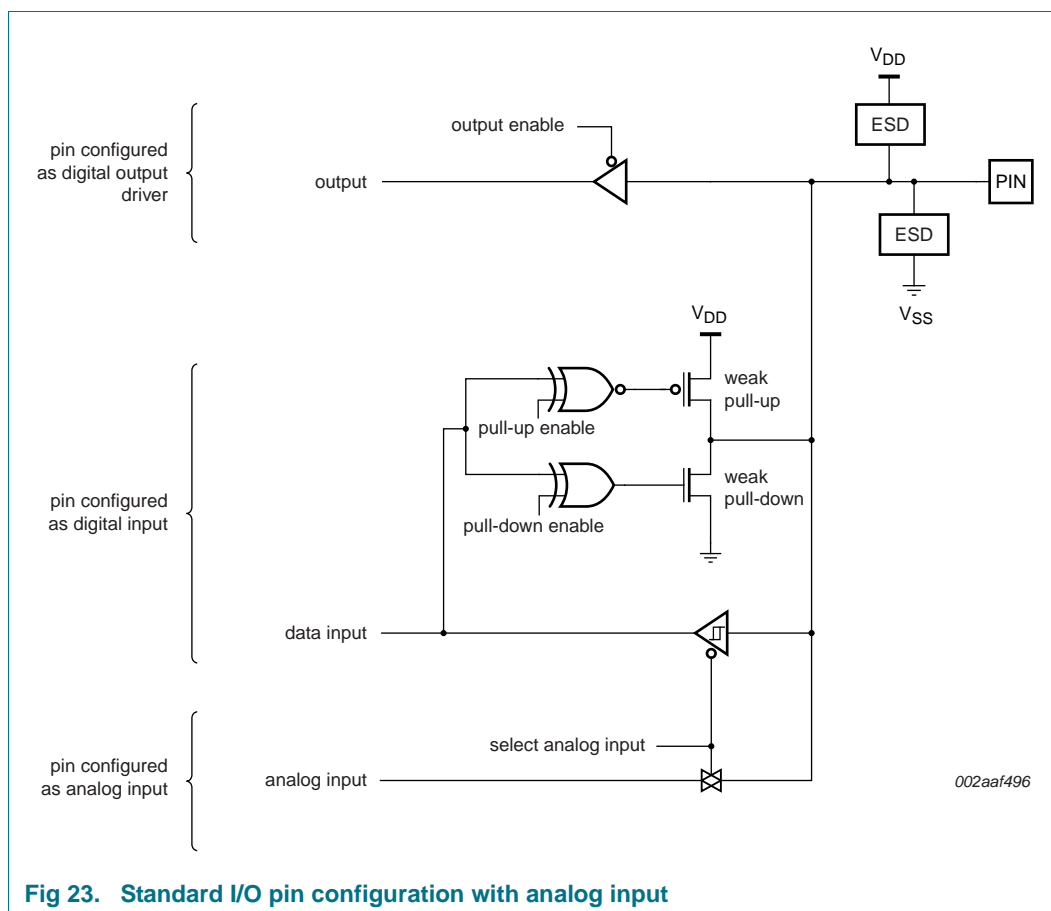 VDD
ESD
output enable
pin configured
as digital output
driver
output
PIN
ESD
VSS
VDD
weak
pull-up
pull-up enable
weak
pull-down
pull-down enable
pin configured
as digital input
data input
select analog input
pin configured
as analog input
analog input
002aaf496
Fig 23. Standard I/O pin configuration with analog input